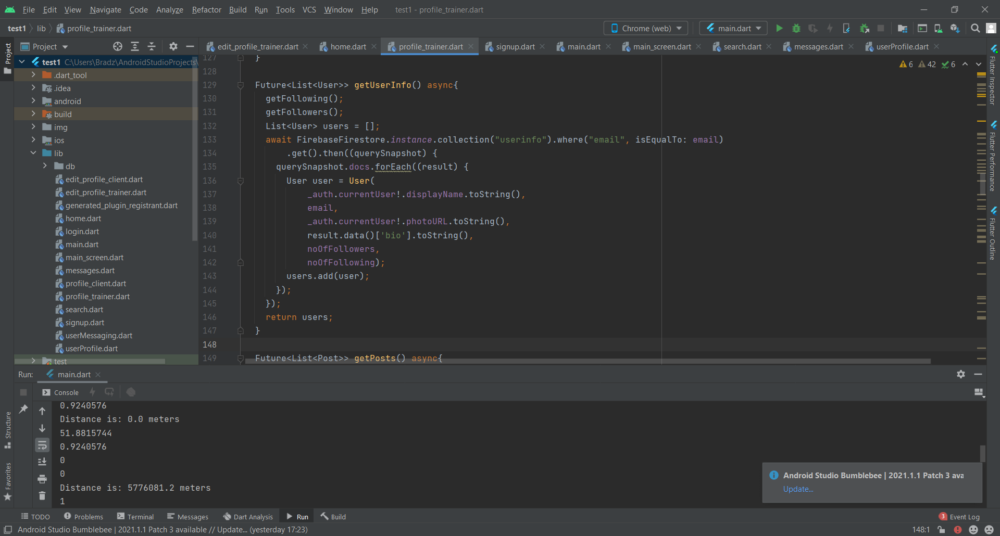 File Edit View Navigate Code Analyze Refactor Build Run Tools VCS Window Help test1 - profile_trainer.dart
test1 lib profile_trainer.dart Chrome (web) main.dart
Project edit_profile_trainer.dart home.dart profile_trainer.dart signup.dart main.dart main_screen.dart search.dart messages.dart userProfile.dart
6 42 6
Project
Structure
Favorites
test1 C:\Users\Bradz\AndroidStudioProjects\
.dart_tool
.idea
android
build
img
ios
lib
db
edit_profile_client.dart
edit_profile_trainer.dart
generated_plugin_registrant.dart
home.dart
login.dart
main.dart
main_screen.dart
messages.dart
profile_client.dart
profile_trainer.dart
search.dart
signup.dart
userMessaging.dart
userProfile.dart
test
127 }
128
129 Future<List<User>> getUserInfo() async{
130 getFollowing();
131 getFollowers();
132 List<User> users = [];
133 await FirebaseFirestore.instance.collection("userinfo").where("email", isEqualTo: email)
134 .get().then((querySnapshot) {
135 querySnapshot.docs.forEach((result) {
136 User user = User(
137 _auth.currentUser!.displayName.toString(),
138 email,
139 _auth.currentUser!.photoURL.toString(),
140 result.data()['bio'].toString(),
141 noOfFollowers,
142 noOfFollowing);
143 users.add(user);
144 });
145 });
146 return users;
147 }
148
149 Future<List<Post>> getPosts() async{
Flutter Inspector
Flutter Performance
Flutter Outline
Run: main.dart
Console
0.9240576
Distance is: 0.0 meters
51.8815744
0.9240576
0
0
Distance is: 5776081.2 meters
1
Android Studio Bumblebee | 2021.1.1 Patch 3 ava
Update...
TODO Problems Terminal Messages Dart Analysis Run Build 3 Event Log
Android Studio Bumblebee | 2021.1.1 Patch 3 available // Update... (yesterday 17:23) 148:1